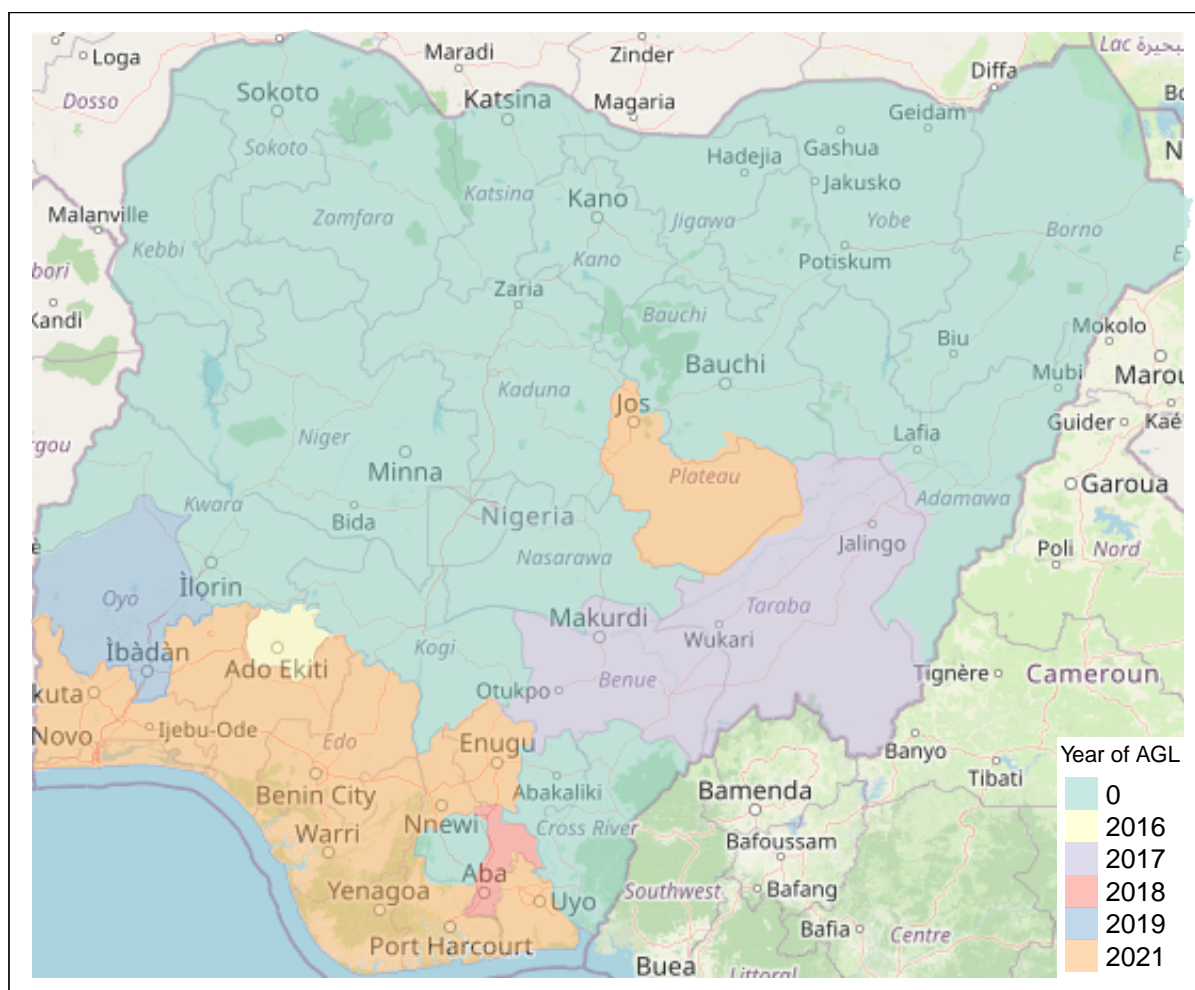 Loga
Maradi
Zinder
Diffa
Dosso
Sokoto
Katsina
Magaria
Geidam
Sokoto
Hadejia
Gashua
Katsina
Jakusko
Malanville
Zamfara
Kano
Jigawa
Yobe
Kebbi
Borno
Kano
Potiskum
Zaria
Kandi
Bauchi
Mokolo
Biu
Bauchi
Mubi
Kaduna
Jos
Guider
Niger
Lafia
Minna
Plateau
Garoua
Kwara
Bida
Nigeria
Adamawa
Nasarawa
Jalingo
Poli
Nord
Ìlorin
Oyo
Makurdi
Taraba
Wukari
Ìbàdàn
Kogi
Ado Ekiti
Tignère
Cameroun
kuta
Otukpo
Benue
Novo
Ijebu-Ode
Edo
Enugu
Banyo
Year of AGL
Tibati
0
Benin City
Abakaliki
Bamenda
2016
Nnewi
Cross River
Warri
Bafoussam
2017
Aba
Yenagoa
Southwest
Bafang
2018
Uyo
2019
Port Harcourt
Bafia
Centre
2021
Buea
Littoral